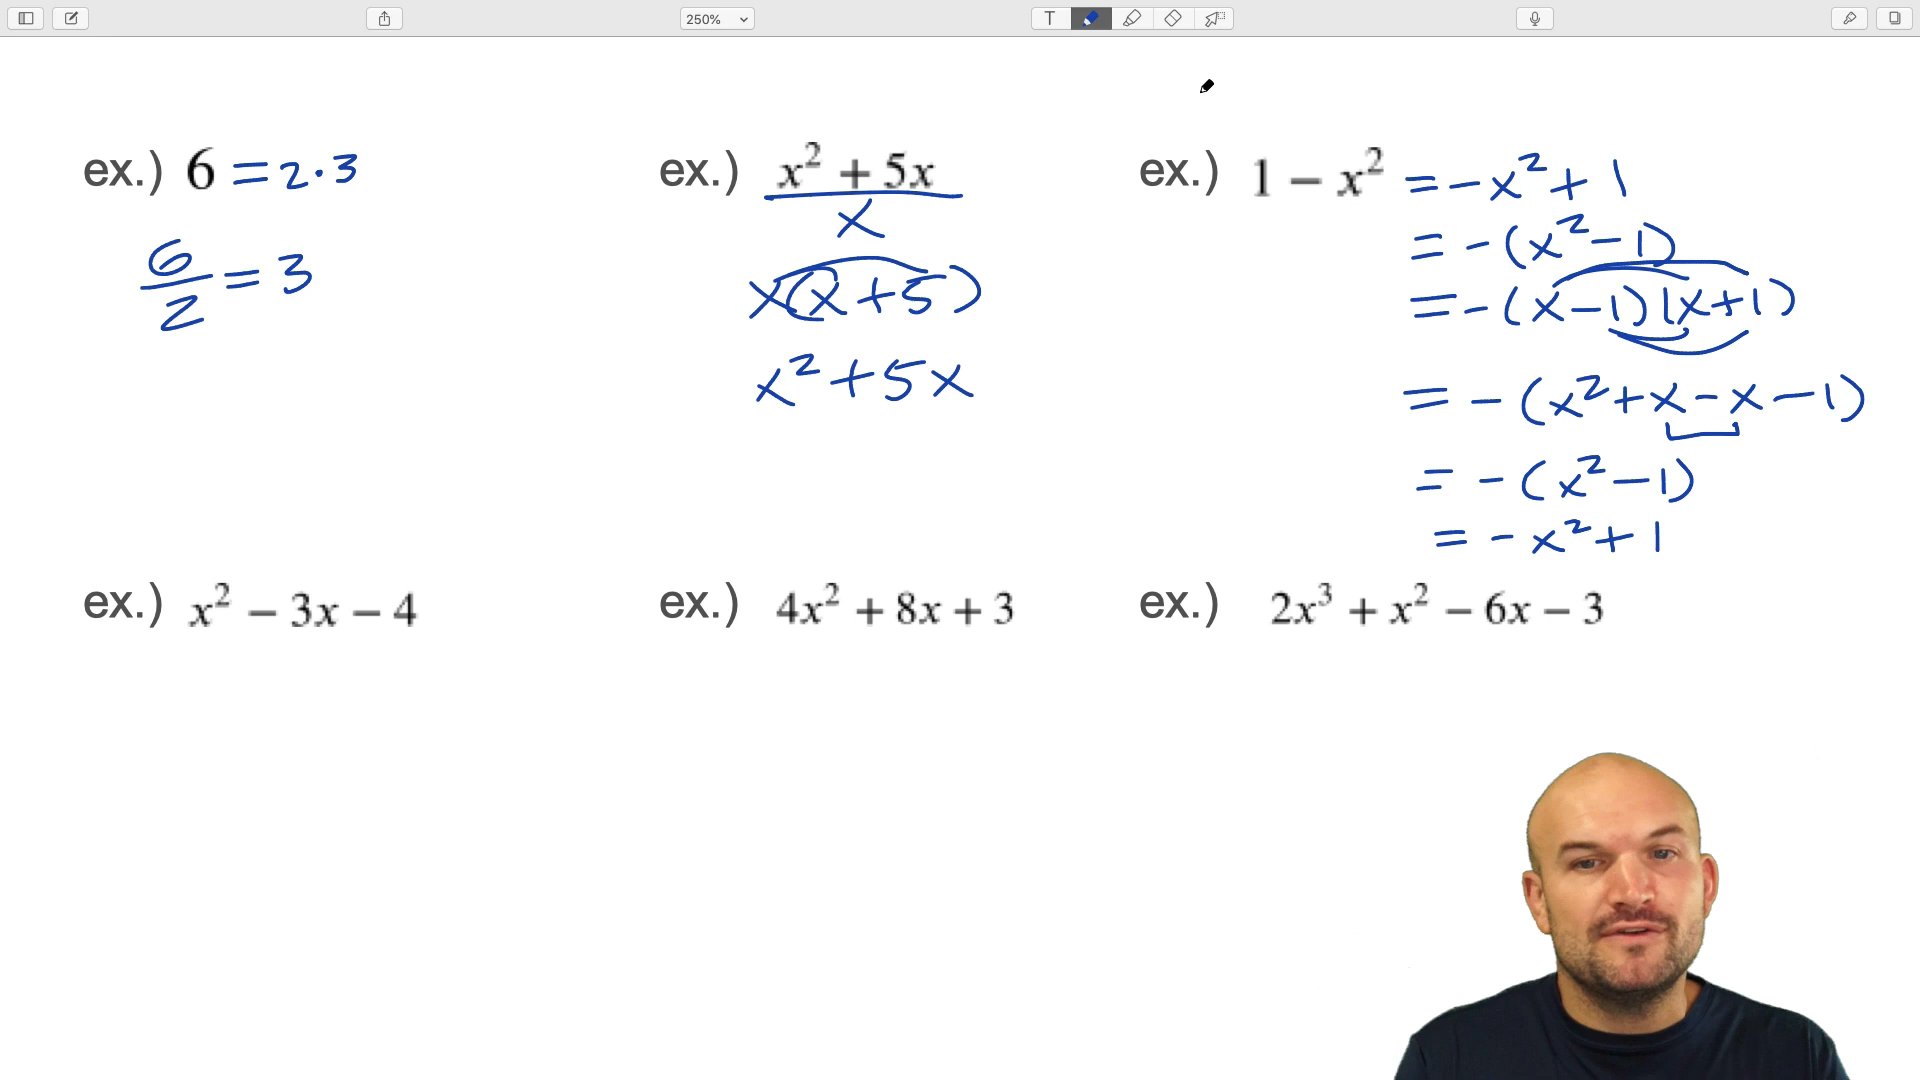 250%
T
ex.) 6 = 2 · 3
6/2 = 3
ex.) x² + 5x
x
x(x + 5)
x² + 5x
ex.) 1 − x² = −x² + 1
= −(x² − 1)
= −(x − 1)(x + 1)
= −(x² + x − x − 1)
= −(x² − 1)
= −x² + 1
ex.) x² − 3x − 4
ex.) 4x² + 8x + 3
ex.) 2x³ + x² − 6x − 3